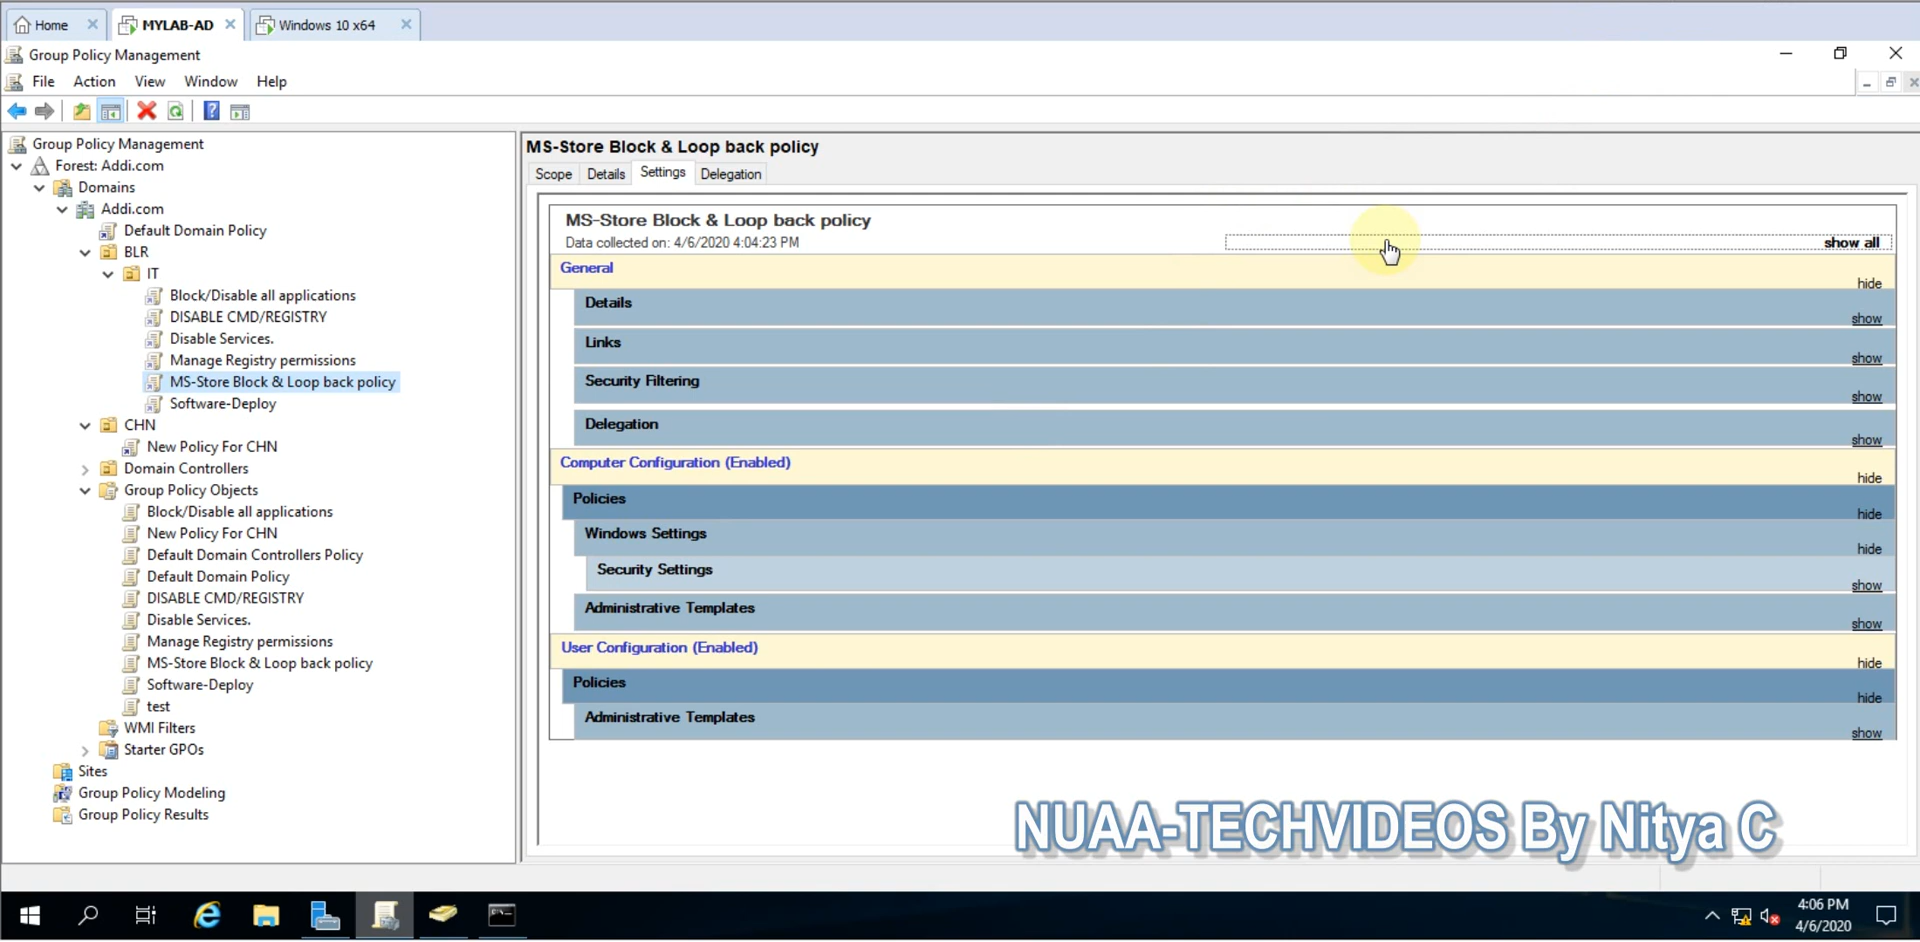 Home
MYLAB-AD
Windows 10 x64
Group Policy Management
File Action View Window Help
Group Policy Management
Forest: Addi.com
Domains
Addi.com
Default Domain Policy
BLR
IT
Block/Disable all applications
DISABLE CMD/REGISTRY
Disable Services.
Manage Registry permissions
MS-Store Block & Loop back policy
Software-Deploy
CHN
New Policy For CHN
Domain Controllers
Group Policy Objects
Block/Disable all applications
New Policy For CHN
Default Domain Controllers Policy
Default Domain Policy
DISABLE CMD/REGISTRY
Disable Services.
Manage Registry permissions
MS-Store Block & Loop back policy
Software-Deploy
test
WMI Filters
Starter GPOs
Sites
Group Policy Modeling
Group Policy Results
MS-Store Block & Loop back policy
Scope Details Settings Delegation
MS-Store Block & Loop back policy
Data collected on: 4/6/2020 4:04:23 PM
show all
General
hide
Details
show
Links
show
Security Filtering
show
Delegation
show
Computer Configuration (Enabled)
hide
Policies
hide
Windows Settings
hide
Security Settings
show
Administrative Templates
show
User Configuration (Enabled)
hide
Policies
hide
Administrative Templates
show
NUAA-TECHVIDEOS By Nitya C
4:06 PM
4/6/2020